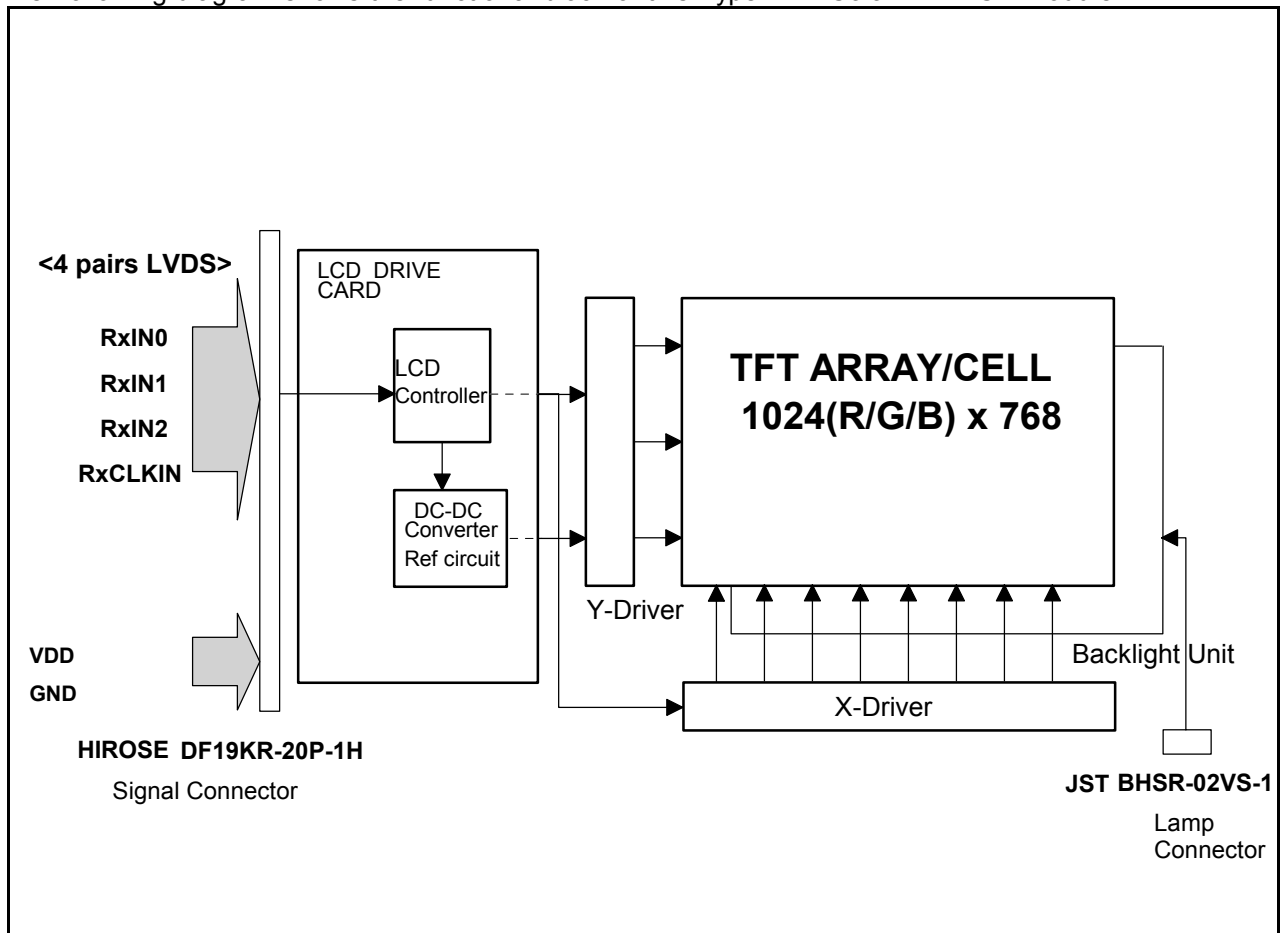 <4 pairs LVDS>
RxIN0
RxIN1
RxIN2
RxCLKIN
VDD
GND
HIROSE DF19KR-20P-1H
Signal Connector
LCD DRIVE
CARD
LCD
Controller
DC-DC
Converter
Ref circuit
Y-Driver
TFT ARRAY/CELL
1024(R/G/B) x 768
Backlight Unit
X-Driver
JST BHSR-02VS-1
Lamp
Connector